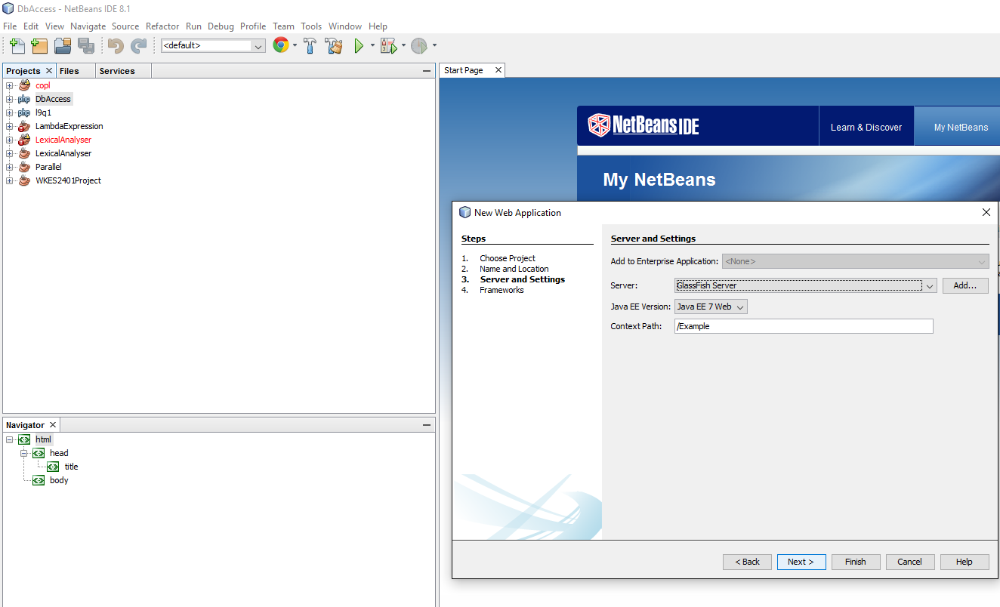 DbAccess - NetBeans IDE 8.1
File Edit View Navigate Source Refactor Run Debug Profile Team Tools Window Help
<default>
Projects Files Services
copl
DbAccess
l9q1
LambdaExpression
LexicalAnalyser
LexicalAnalyser
Parallel
WKES2401Project
Navigator
html
head
title
body
Start Page
NetBeans IDE
Learn & Discover
My NetBeans
My NetBeans
New Web Application
Steps
1. Choose Project
2. Name and Location
3. Server and Settings
4. Frameworks
Server and Settings
Add to Enterprise Application: <None>
Server: GlassFish Server Add...
Java EE Version: Java EE 7 Web
Context Path: /Example
< Back Next > Finish Cancel Help